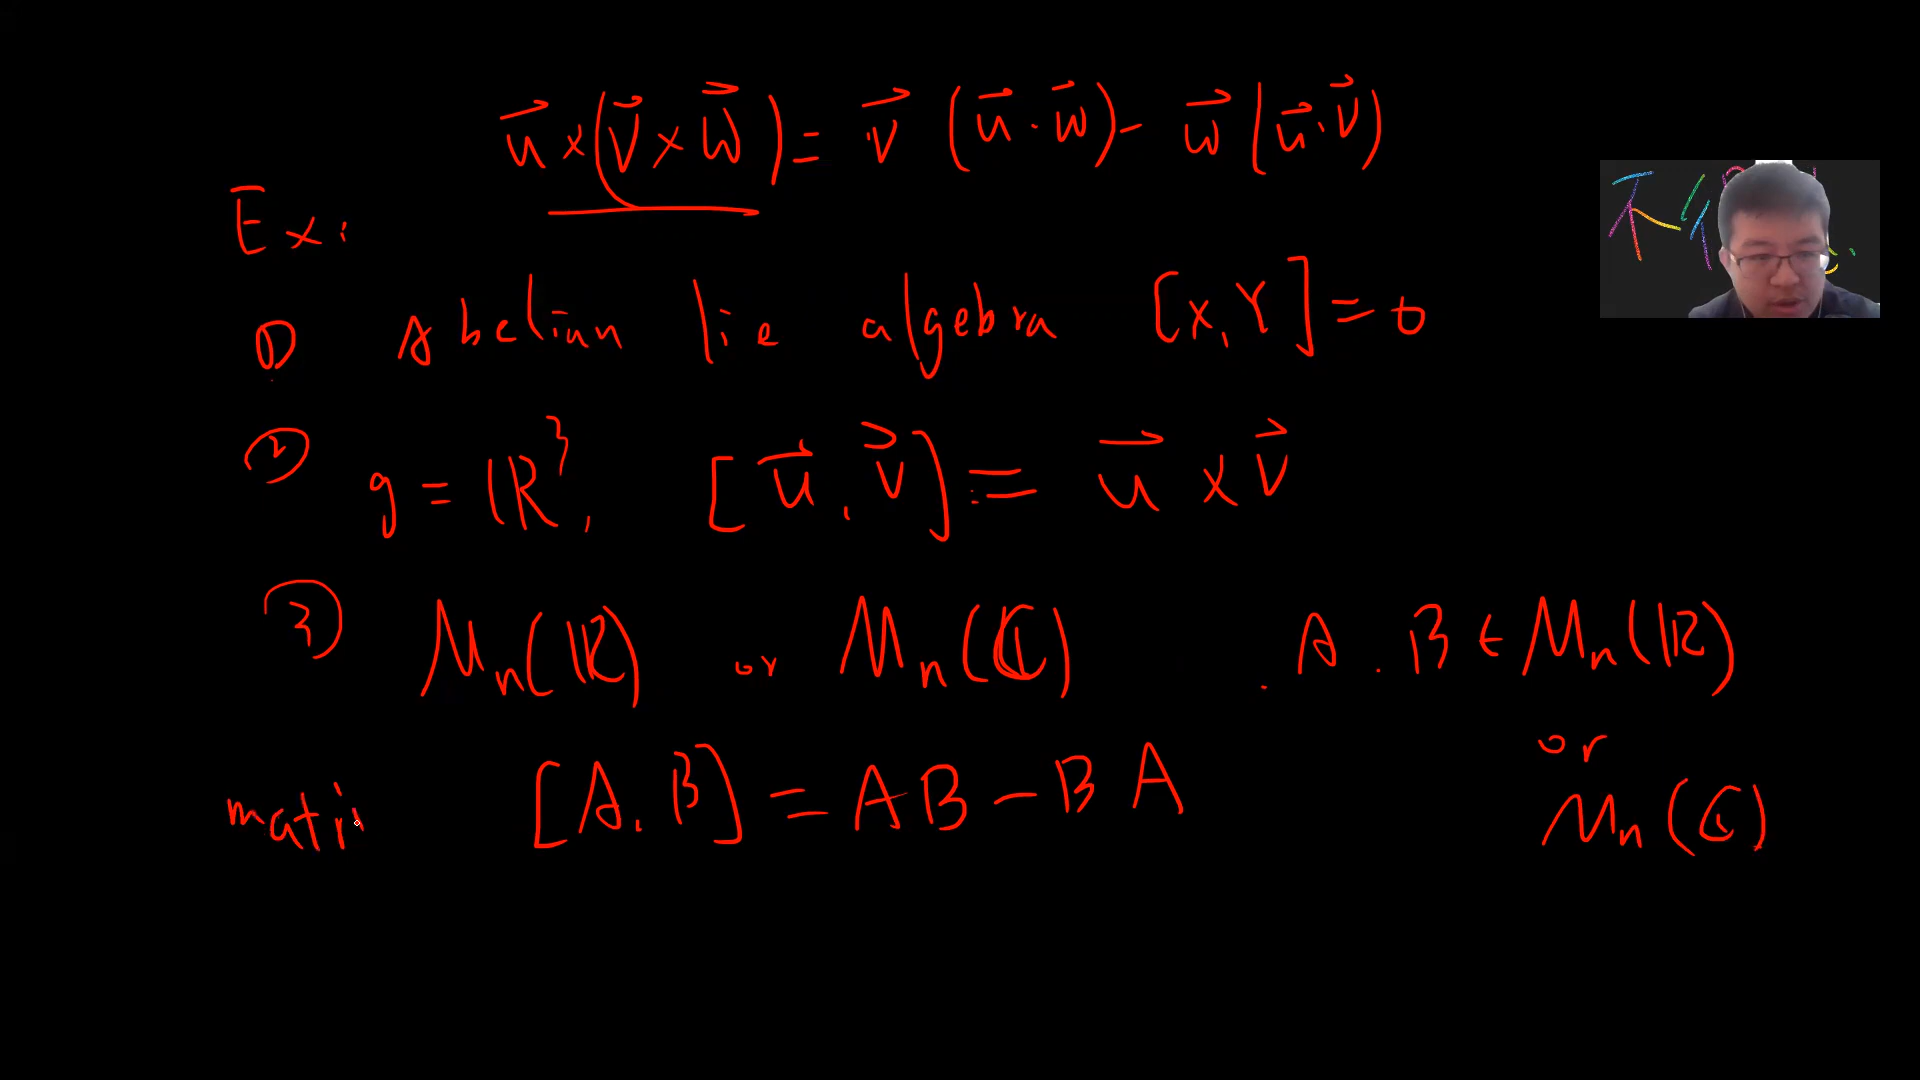 u⃗ × (v⃗ × w⃗) = v⃗ (u⃗ · w⃗) - w⃗ (u⃗ · v⃗)
Ex:
① Abelian lie algebra [X, Y] = 0
② g = ℝ³, [u⃗, v⃗] = u⃗ × v⃗
③ Mn(ℝ) or Mn(ℂ) . A, B ∈ Mn(ℝ)
or
Mn(ℂ)
matri [A, B] = AB - BA